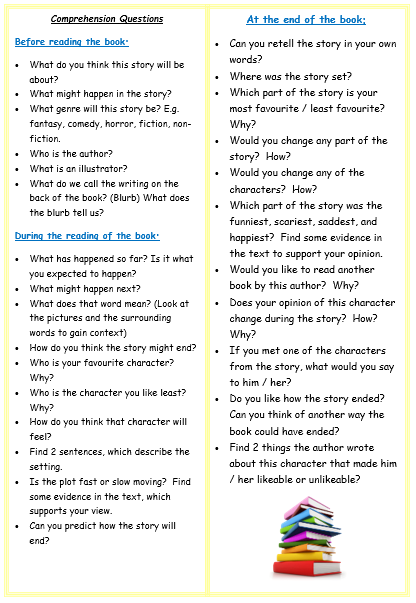 Comprehension Questions
Before reading the book·
• What do you think this story will be
about?
• What might happen in the story?
• What genre will this story be? E.g.
fantasy, comedy, horror, fiction, non-
fiction.
• Who is the author?
• What is an illustrator?
• What do we call the writing on the
back of the book? (Blurb) What does
the blurb tell us?
During the reading of the book·
• What has happened so far? Is it what
you expected to happen?
• What might happen next?
• What does that word mean? (Look at
the pictures and the surrounding
words to gain context)
• How do you think the story might end?
• Who is your favourite character?
Why?
• Who is the character you like least?
Why?
• How do you think that character will
feel?
• Find 2 sentences, which describe the
setting.
• Is the plot fast or slow moving? Find
some evidence in the text, which
supports your view.
• Can you predict how the story will
end?
At the end of the book;
• Can you retell the story in your own
words?
• Where was the story set?
• Which part of the story is your
most favourite / least favourite?
Why?
• Would you change any part of the
story? How?
• Would you change any of the
characters? How?
• Which part of the story was the
funniest, scariest, saddest, and
happiest? Find some evidence in
the text to support your opinion.
• Would you like to read another
book by this author? Why?
• Does your opinion of this character
change during the story? How?
Why?
• If you met one of the characters
from the story, what would you say
to him / her?
• Do you like how the story ended?
Can you think of another way the
book could have ended?
• Find 2 things the author wrote
about this character that made him
/ her likeable or unlikeable?